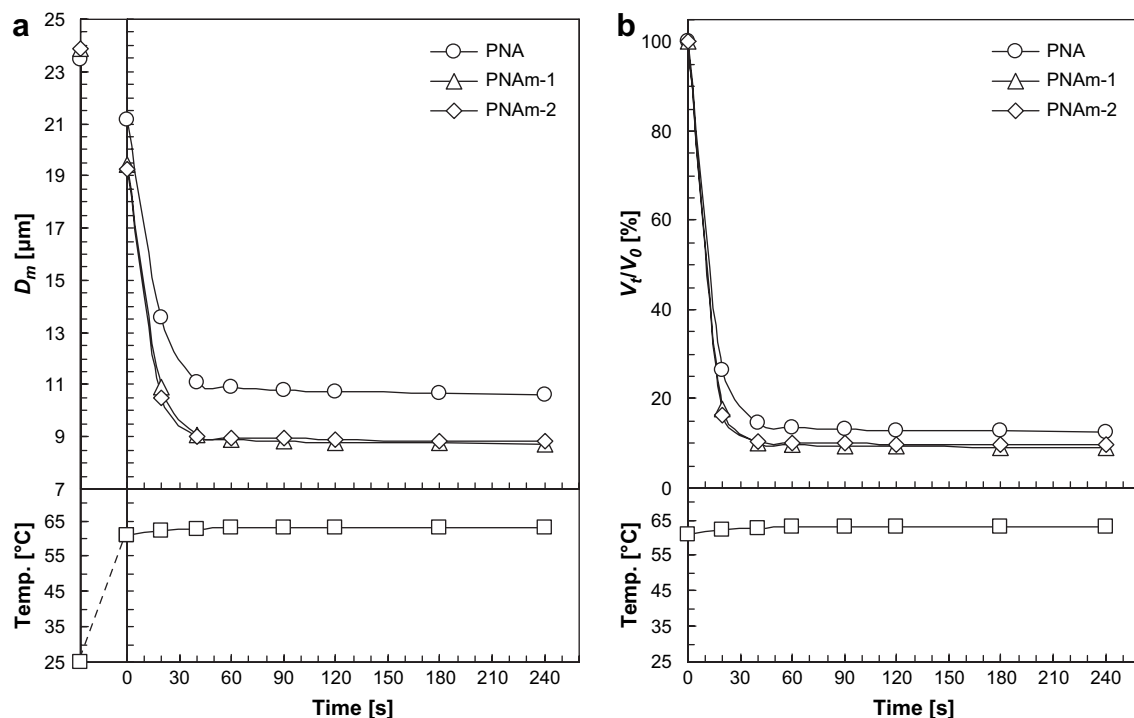 a
25
23
21
19
17
15
13
11
9
7
D_m [µm]
PNA
PNAm-1
PNAm-2
65
55
45
35
25
Temp. [°C]
0 30 60 90 120 150 180 210 240
Time [s]
b
100
80
60
40
20
0
V_t/V_0 [%]
PNA
PNAm-1
PNAm-2
65
55
45
35
25
Temp. [°C]
0 30 60 90 120 150 180 210 240
Time [s]